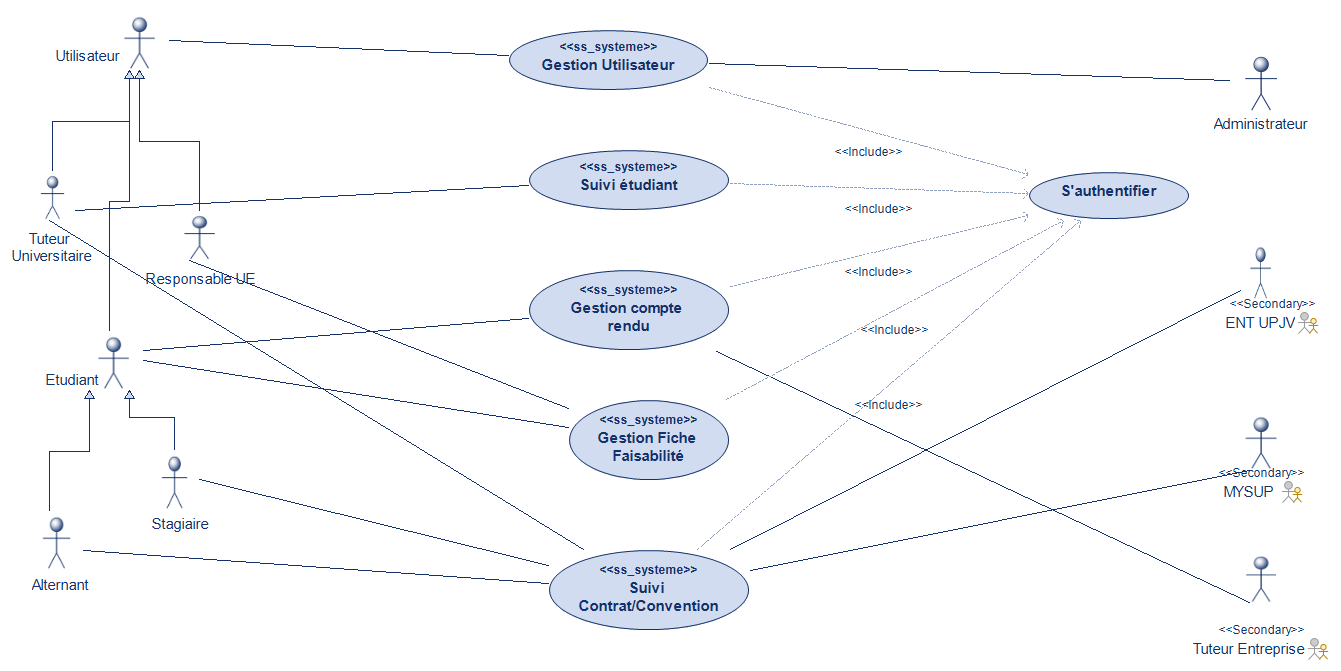 Utilisateur
<<ss_systeme>>
Gestion Utilisateur
Administrateur
<<Include>>
<<ss_systeme>>
Suivi étudiant
S'authentifier
<<Include>>
Tuteur
Universitaire
Responsable UE
<<Include>>
<<ss_systeme>>
Gestion compte
rendu
<<Secondary>>
ENT UPJV
<<Include>>
Etudiant
<<Include>>
<<ss_systeme>>
Gestion Fiche
Faisabilité
<<Secondary>>
MYSUP
Stagiaire
Alternant
<<ss_systeme>>
Suivi
Contrat/Convention
<<Secondary>>
Tuteur Entreprise